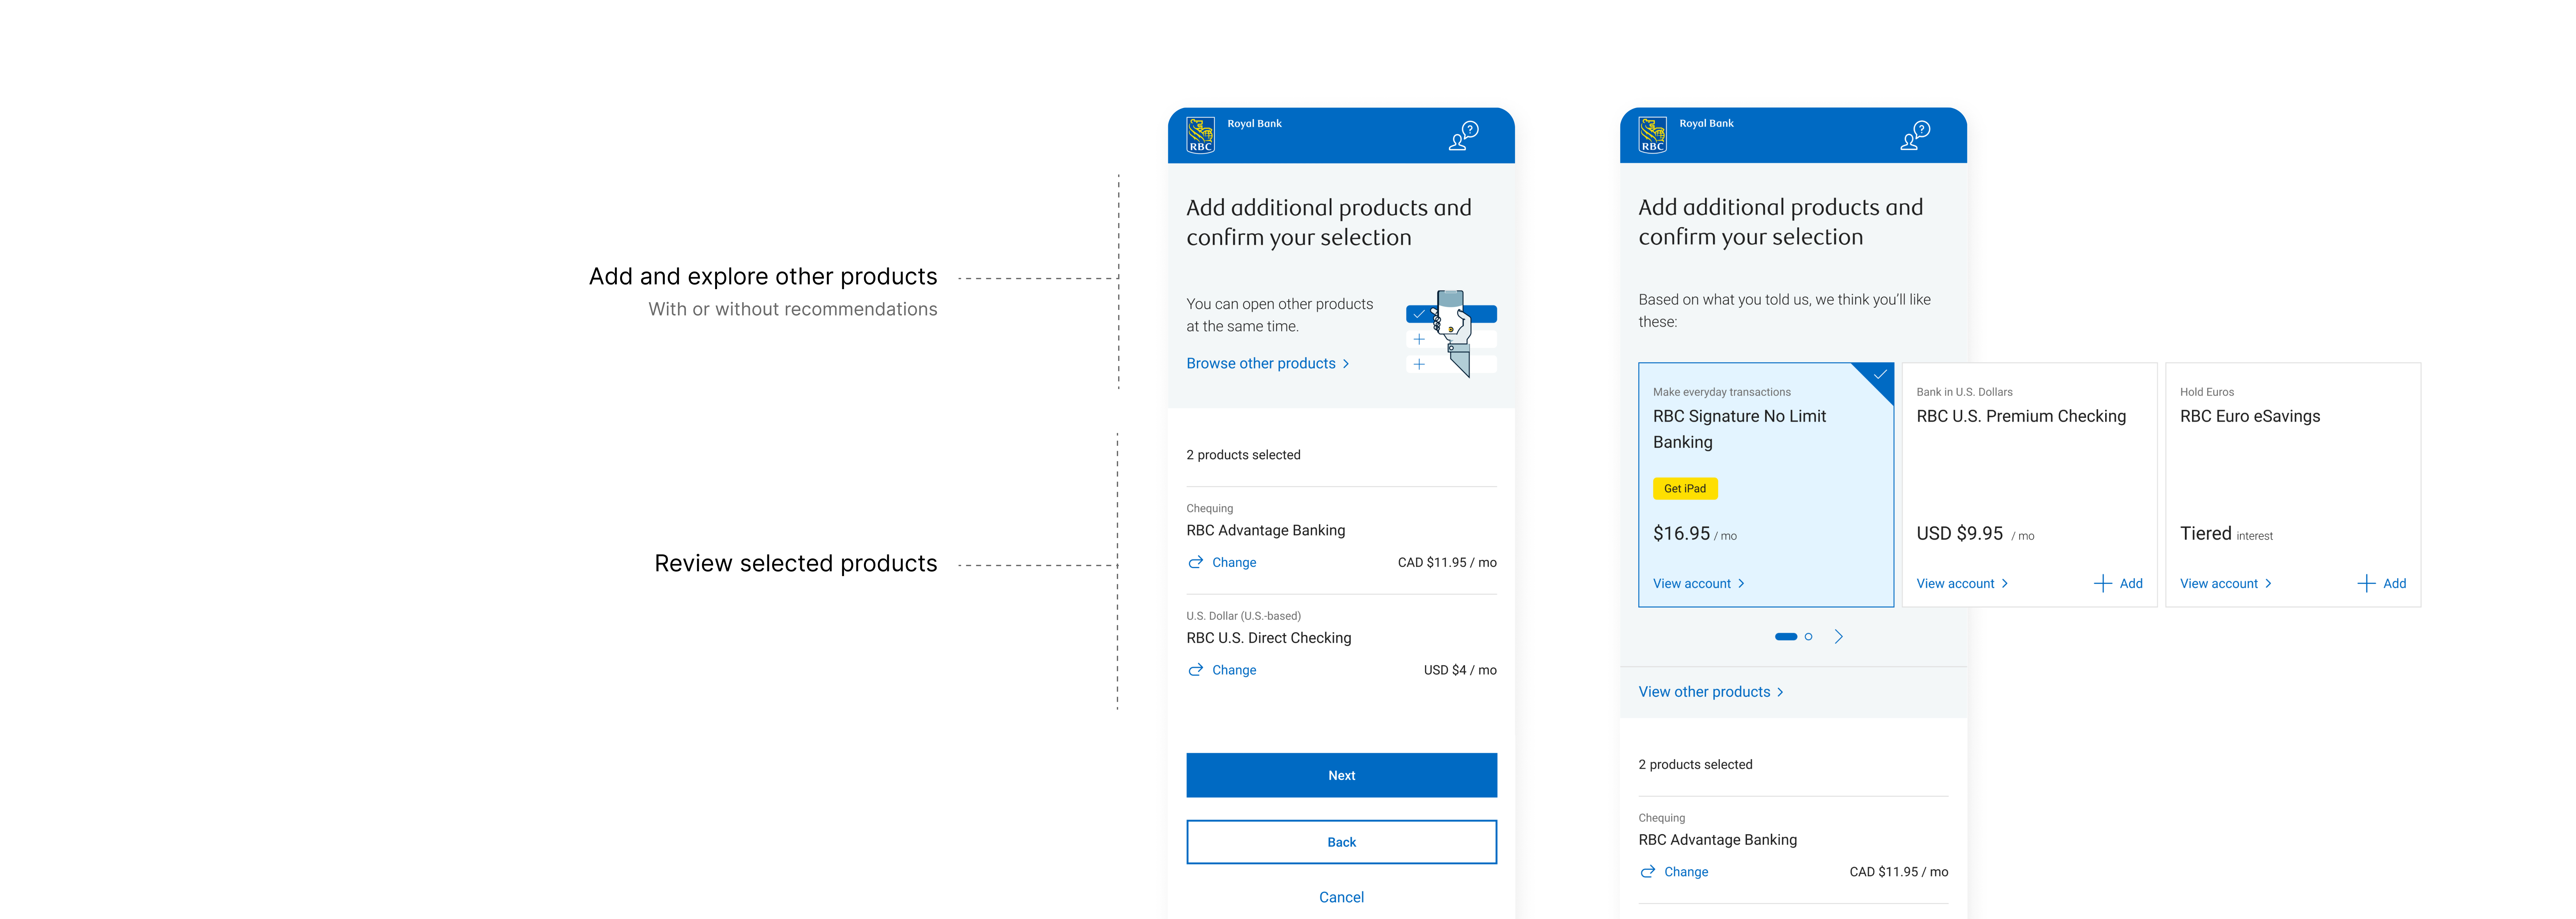 Add and explore other products
With or without recommendations
Review selected products
RBC
Royal Bank
?
Add additional products and
confirm your selection
You can open other products
at the same time.
Browse other products
2 products selected
Chequing
RBC Advantage Banking
Change
CAD $11.95 / mo
U.S. Dollar (U.S.-based)
RBC U.S. Direct Checking
Change
USD $4 / mo
Next
Back
Cancel
RBC
Royal Bank
?
Add additional products and
confirm your selection
Based on what you told us, we think you’ll like
these:
Make everyday transactions
RBC Signature No Limit
Banking
Get iPad
$16.95 / mo
View account
Bank in U.S. Dollars
RBC U.S. Premium Checking
USD $9.95 / mo
View account
Add
Hold Euros
RBC Euro eSavings
Tiered interest
View account
Add
View other products
2 products selected
Chequing
RBC Advantage Banking
Change
CAD $11.95 / mo